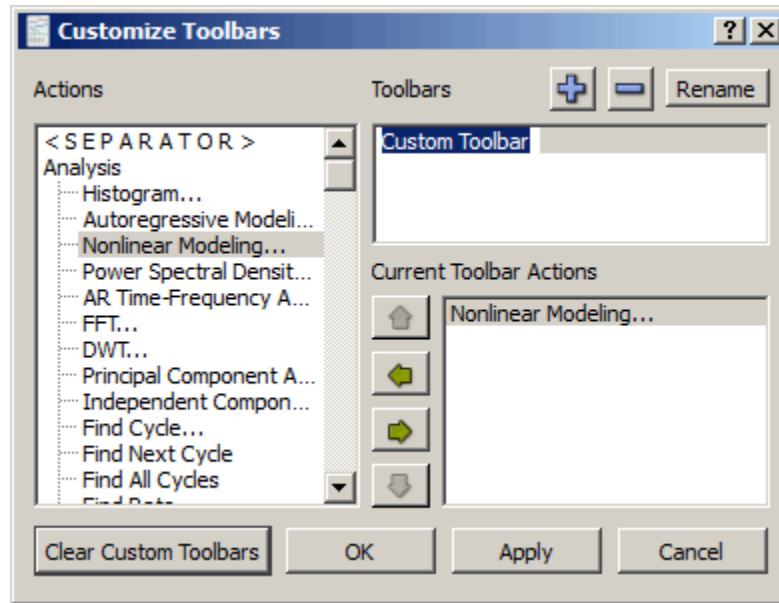 Customize Toolbars
Actions
Toolbars
Rename
< S E P A R A T O R >
Analysis
Histogram...
Autoregressive Modeli...
Nonlinear Modeling...
Power Spectral Densit...
AR Time-Frequency A...
FFT...
DWT...
Principal Component A...
Independent Compon...
Find Cycle...
Find Next Cycle
Find All Cycles
Custom Toolbar
Current Toolbar Actions
Nonlinear Modeling...
Clear Custom Toolbars
OK
Apply
Cancel